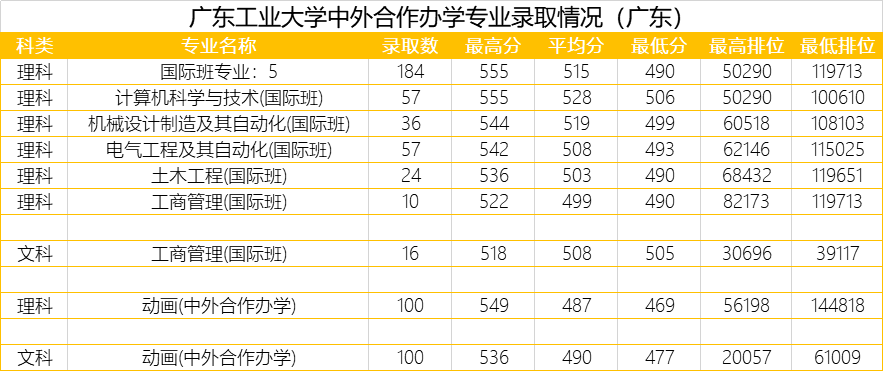 广东工业大学中外合作办学专业录取情况（广东）
科类 专业名称 录取数 最高分 平均分 最低分 最高排位 最低排位
理科 国际班专业：5 184 555 515 490 50290 119713
理科 计算机科学与技术(国际班) 57 555 528 506 50290 100610
理科 机械设计制造及其自动化(国际班) 36 544 519 499 60518 108103
理科 电气工程及其自动化(国际班) 57 542 508 493 62146 115025
理科 土木工程(国际班) 24 536 503 490 68432 119651
理科 工商管理(国际班) 10 522 499 490 82173 119713
文科 工商管理(国际班) 16 518 508 505 30696 39117
理科 动画(中外合作办学) 100 549 487 469 56198 144818
文科 动画(中外合作办学) 100 536 490 477 20057 61009